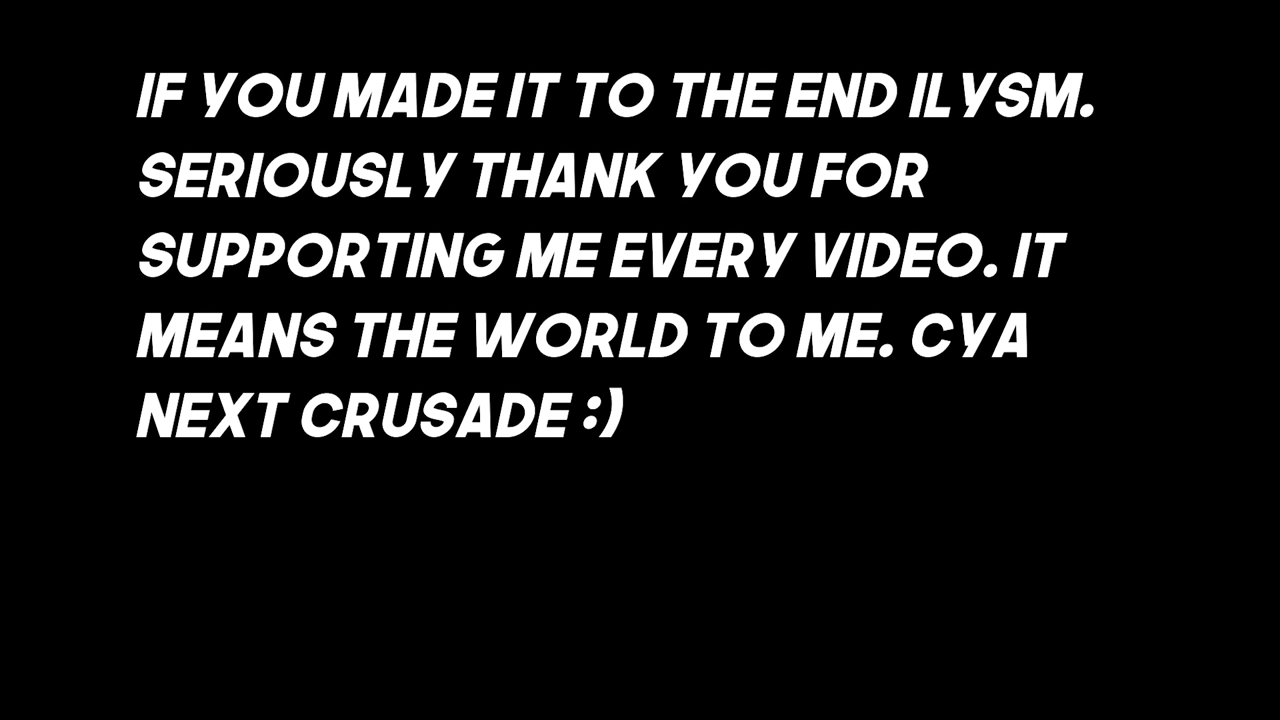 IF YOU MADE IT TO THE END ILYSM.
SERIOUSLY THANK YOU FOR
SUPPORTING ME EVERY VIDEO. IT
MEANS THE WORLD TO ME. CYA
NEXT CRUSADE :)